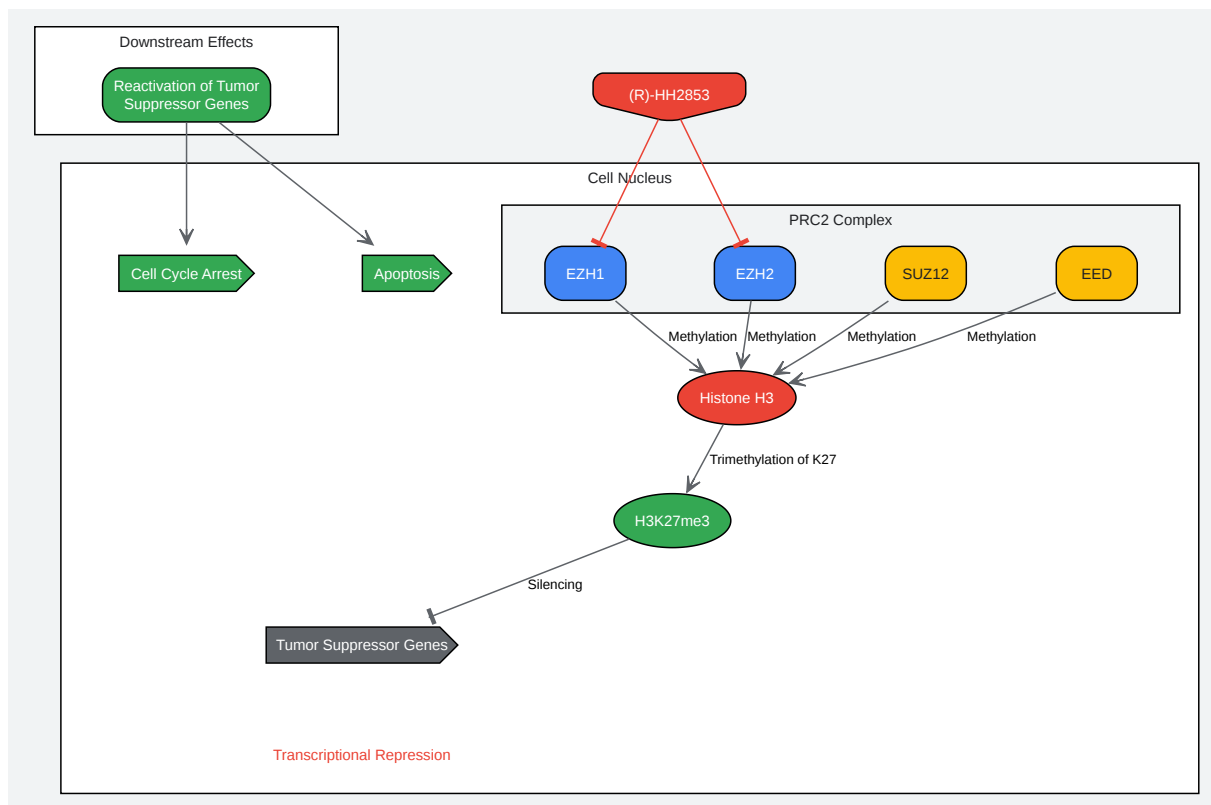 Downstream Effects
Reactivation of Tumor
Suppressor Genes
(R)-HH2853
Cell Nucleus
PRC2 Complex
Cell Cycle Arrest
Apoptosis
EZH1
EZH2
SUZ12
EED
Methylation
Methylation
Methylation
Methylation
Histone H3
Trimethylation of K27
H3K27me3
Silencing
Tumor Suppressor Genes
Transcriptional Repression